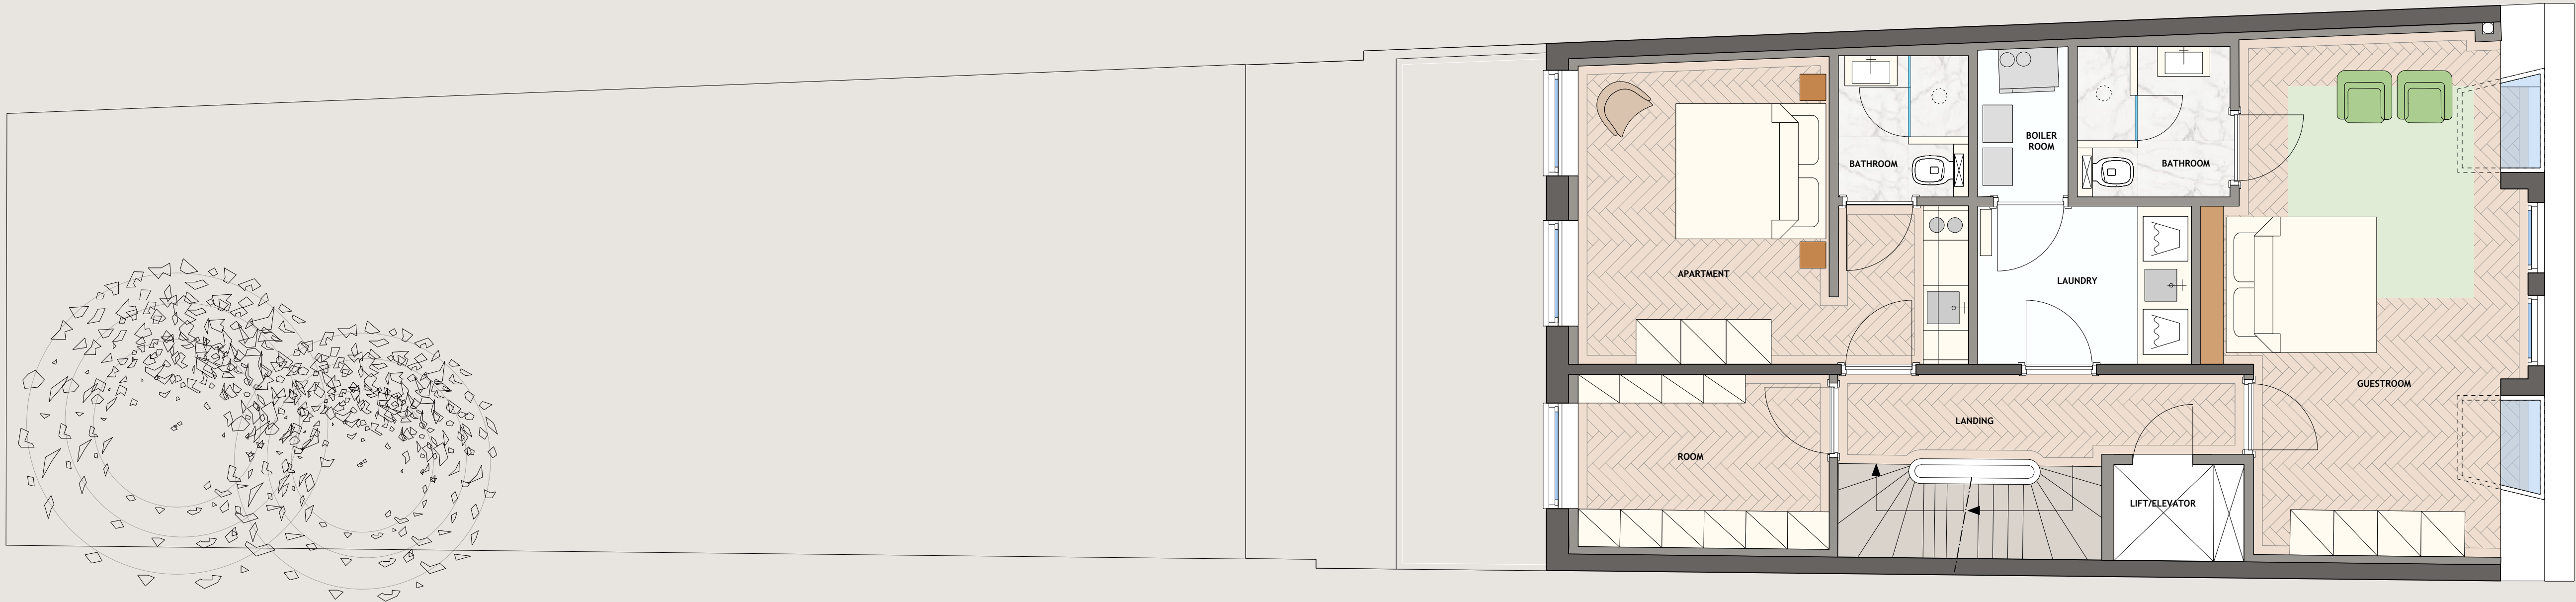 BOILER
ROOM
BATHROOM
BATHROOM
APARTMENT
LAUNDRY
GUESTROOM
LANDING
ROOM
LIFT/ELEVATOR